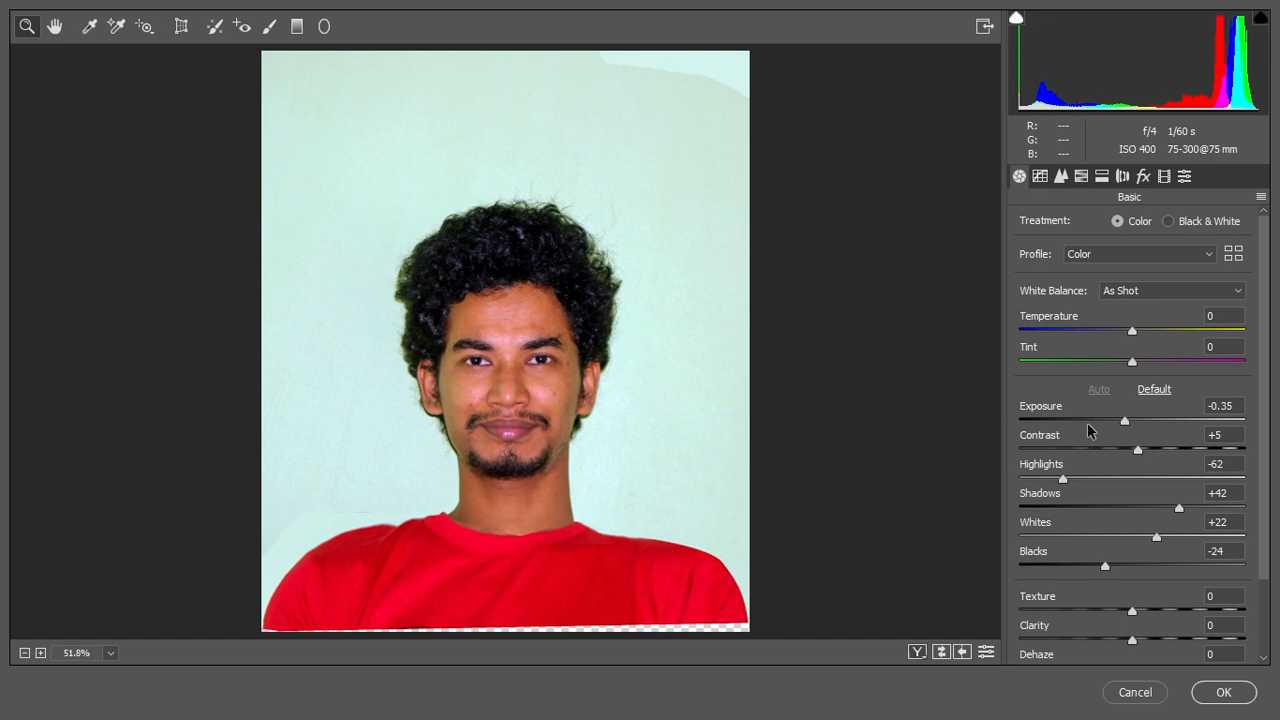 R: ---
G: ---
B: ---
f/4 1/60 s
ISO 400 75-300@75 mm
fx
Basic
Treatment: Color Black & White
Profile: Color
White Balance: As Shot
Temperature 0
Tint 0
Auto Default
Exposure -0.35
Contrast +5
Highlights -62
Shadows +42
Whites +22
Blacks -24
Texture 0
Clarity 0
Dehaze 0
51.8% Y
Cancel OK